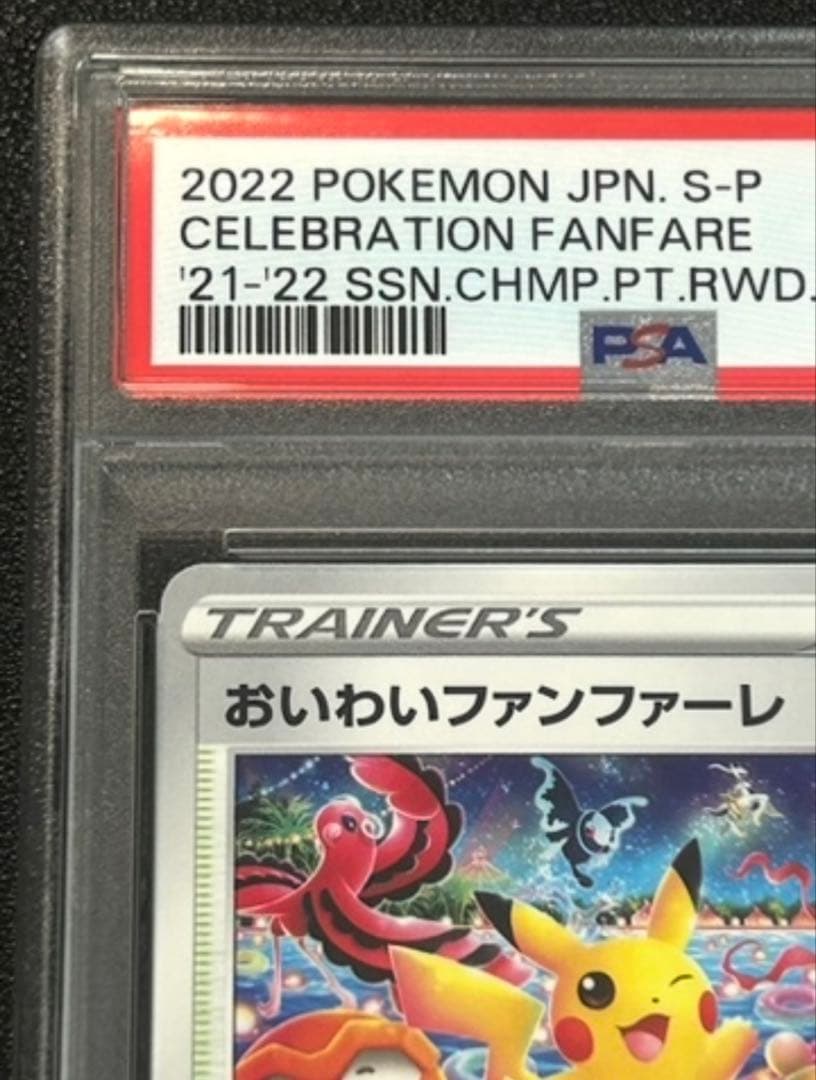 2022 POKEMON JPN. S-P
CELEBRATION FANFARE
'21-'22 SSN.CHMP.PT.RWD.
PSA
TRAINER'S
おいわいファンファーレ